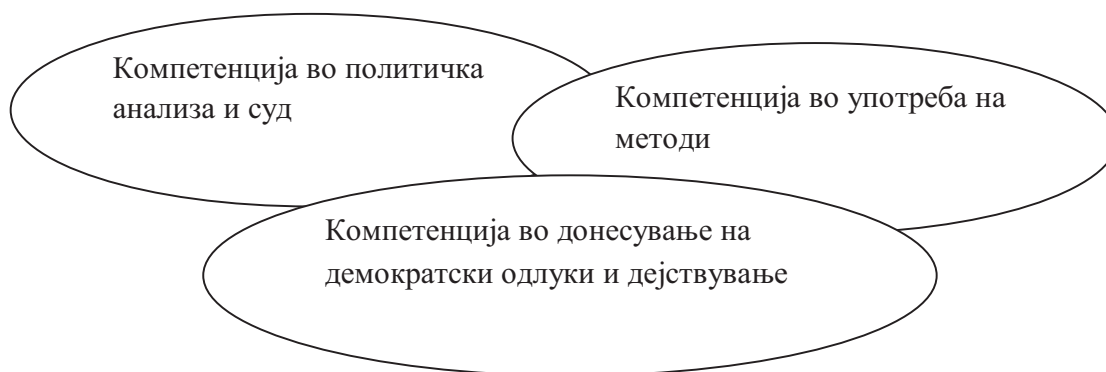 Компетенција во политичка
анализа и суд
Компетенција во употреба на
методи
Компетенција во донесување на
демократски одлуки и дејствување